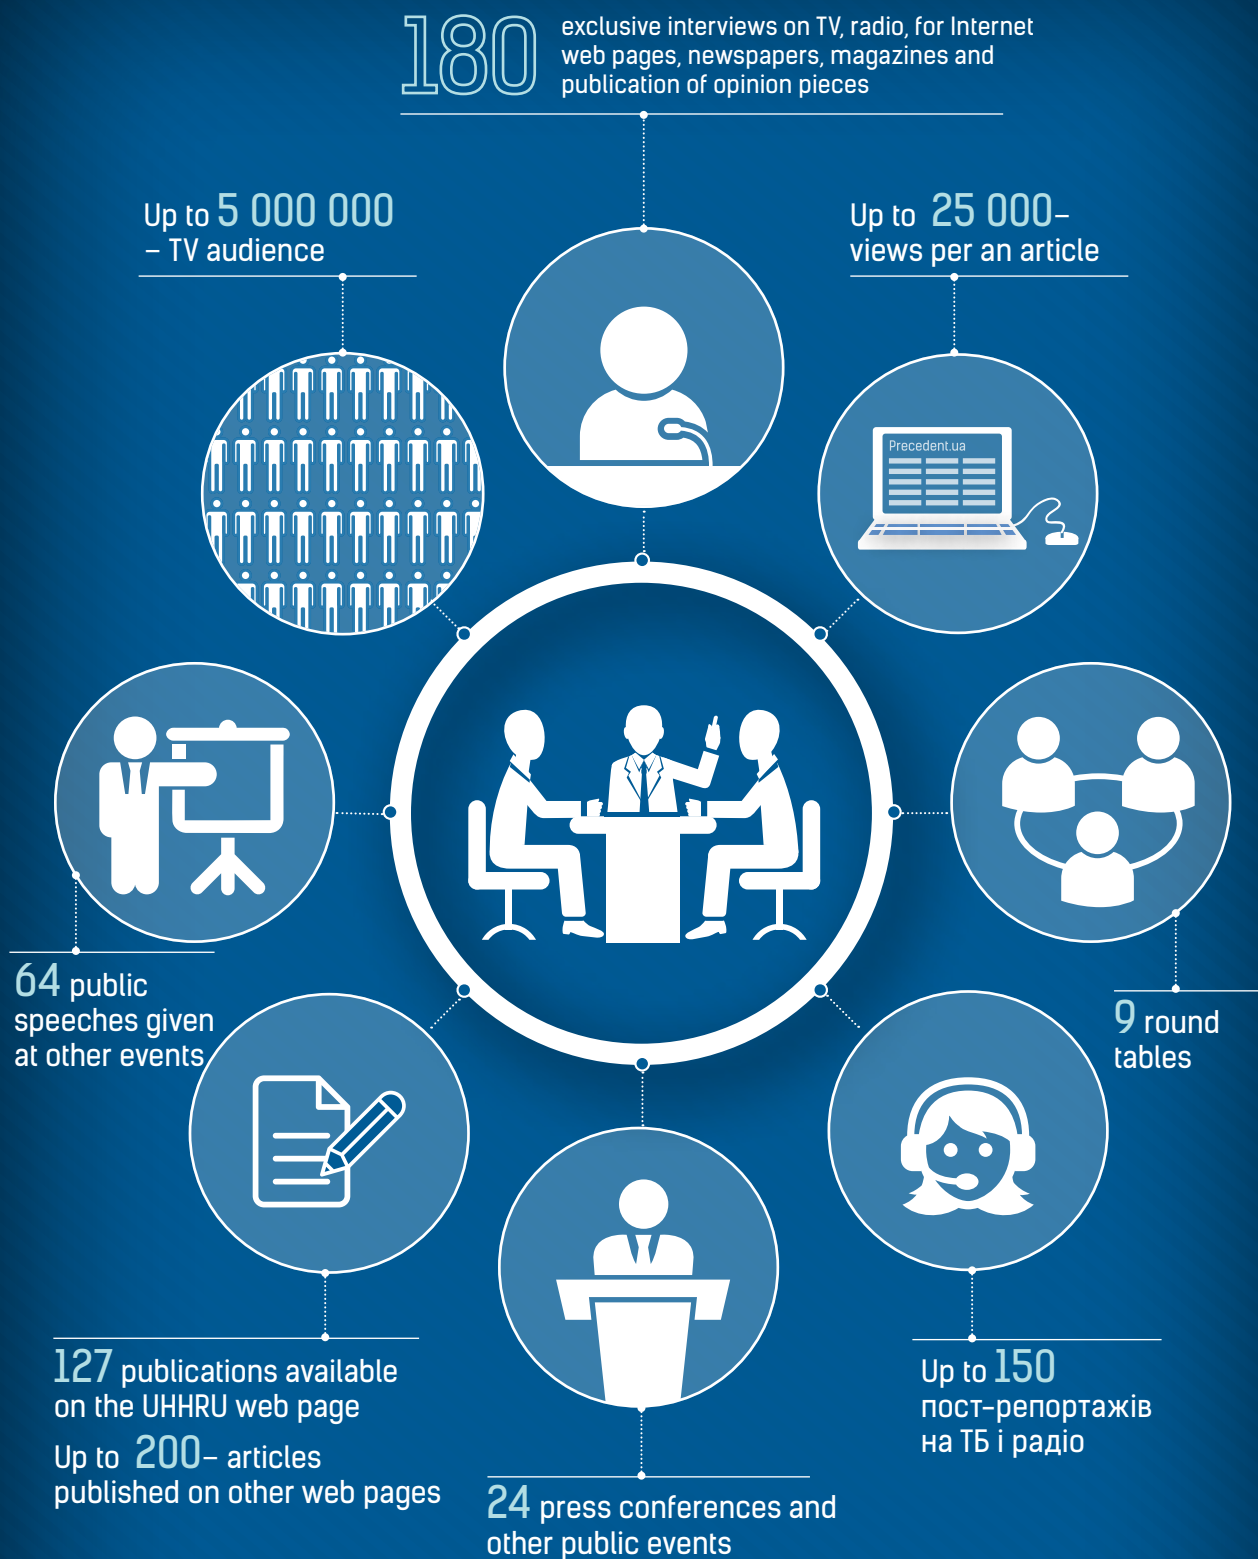 180
exclusive interviews on TV, radio, for Internet
web pages, newspapers, magazines and
publication of opinion pieces
Up to 5 000 000
– TV audience
Up to 25 000–
views per an article
Precedent.ua
64 public
speeches given
at other events
9 round
tables
127 publications available
on the UHHRU web page
Up to 200– articles
published on other web pages
24 press conferences and
other public events
Up to 150
пост-репортажів
на ТБ і радіо